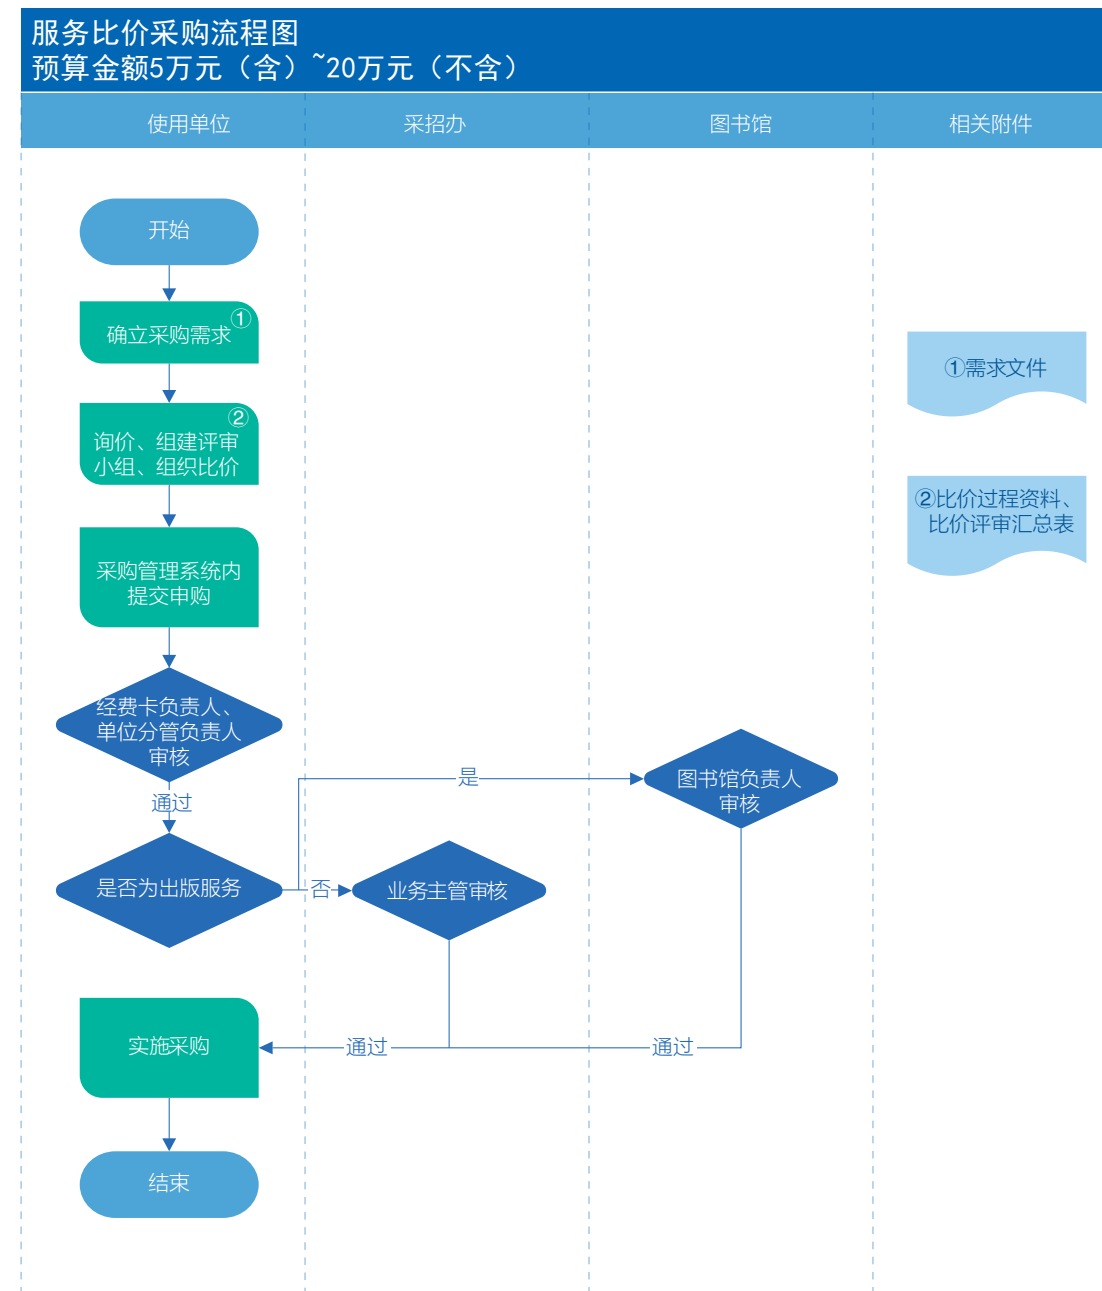 服务比价采购流程图
预算金额5万元（含）~20万元（不含）
使用单位
采招办
图书馆
相关附件
开始
①
确立采购需求
①需求文件
②
询价、组建评审
小组、组织比价
②比价过程资料、
比价评审汇总表
采购管理系统内
提交申购
经费卡负责人、
单位分管负责人
审核
是
图书馆负责人
审核
通过
是否为出版服务
否
业务主管审核
实施采购
通过
通过
结束